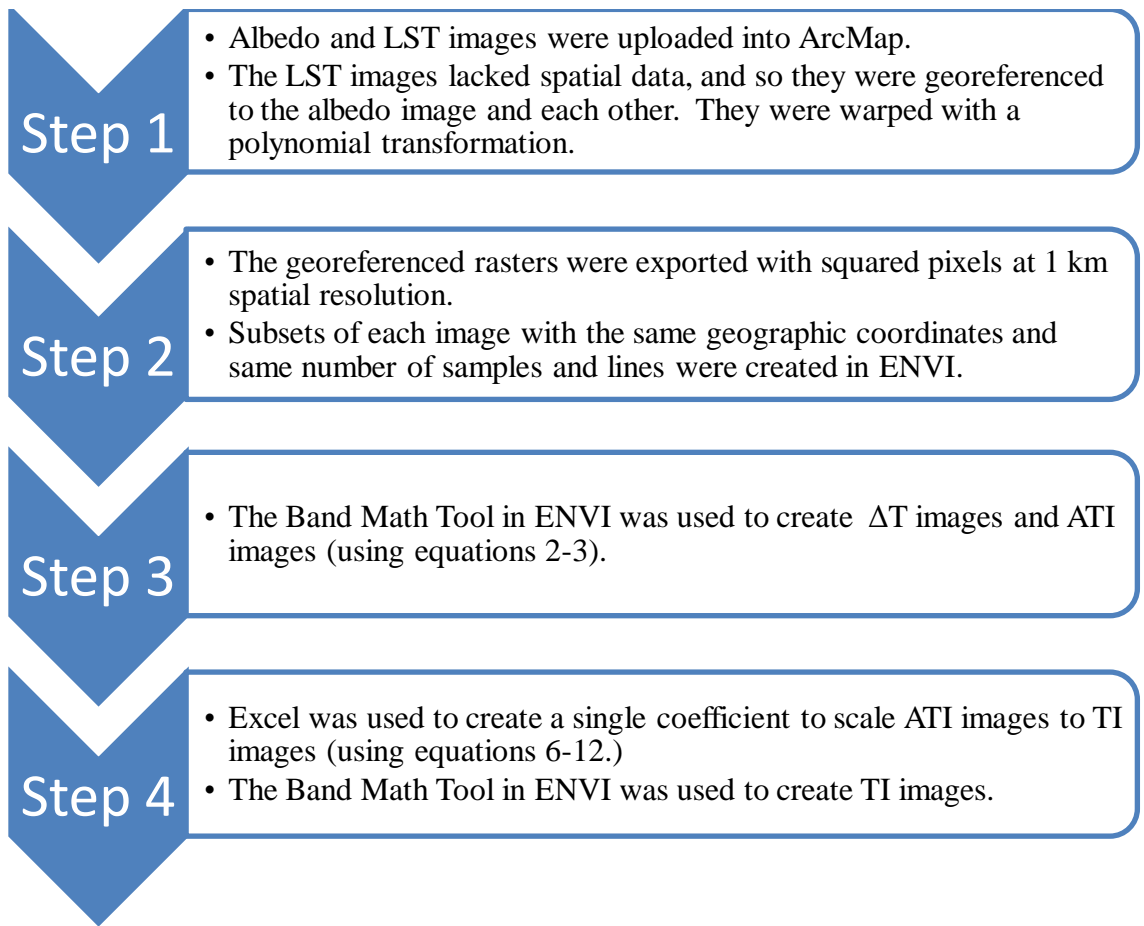 Step 1
• Albedo and LST images were uploaded into ArcMap.
• The LST images lacked spatial data, and so they were georeferenced
to the albedo image and each other. They were warped with a
polynomial transformation.
Step 2
• The georeferenced rasters were exported with squared pixels at 1 km
spatial resolution.
• Subsets of each image with the same geographic coordinates and
same number of samples and lines were created in ENVI.
Step 3
• The Band Math Tool in ENVI was used to create ΔT images and ATI
images (using equations 2-3).
Step 4
• Excel was used to create a single coefficient to scale ATI images to TI
images (using equations 6-12.)
• The Band Math Tool in ENVI was used to create TI images.